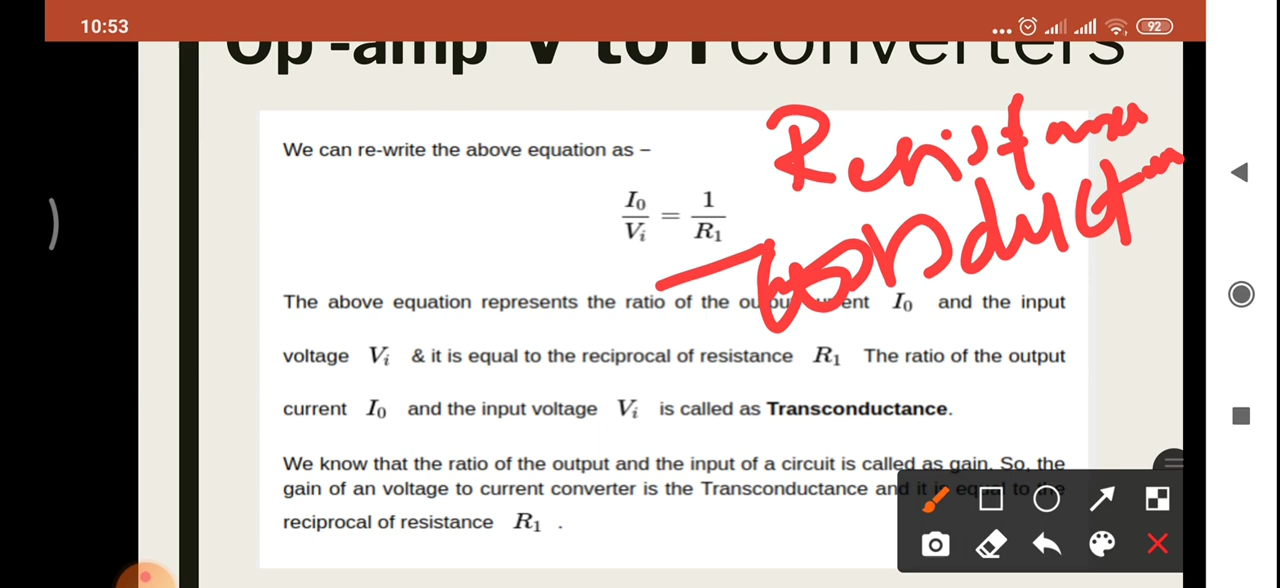 10:53
92
Op-amp V to I converters
We can re-write the above equation as −
Resistance
I₀/Vᵢ = 1/R₁
Conduct
The above equation represents the ratio of the output current I₀ and the input
voltage Vᵢ & it is equal to the reciprocal of resistance R₁ The ratio of the output
current I₀ and the input voltage Vᵢ is called as Transconductance.
We know that the ratio of the output and the input of a circuit is called as gain. So, the
gain of an voltage to current converter is the Transconductance and it is equal to the
reciprocal of resistance R₁ .